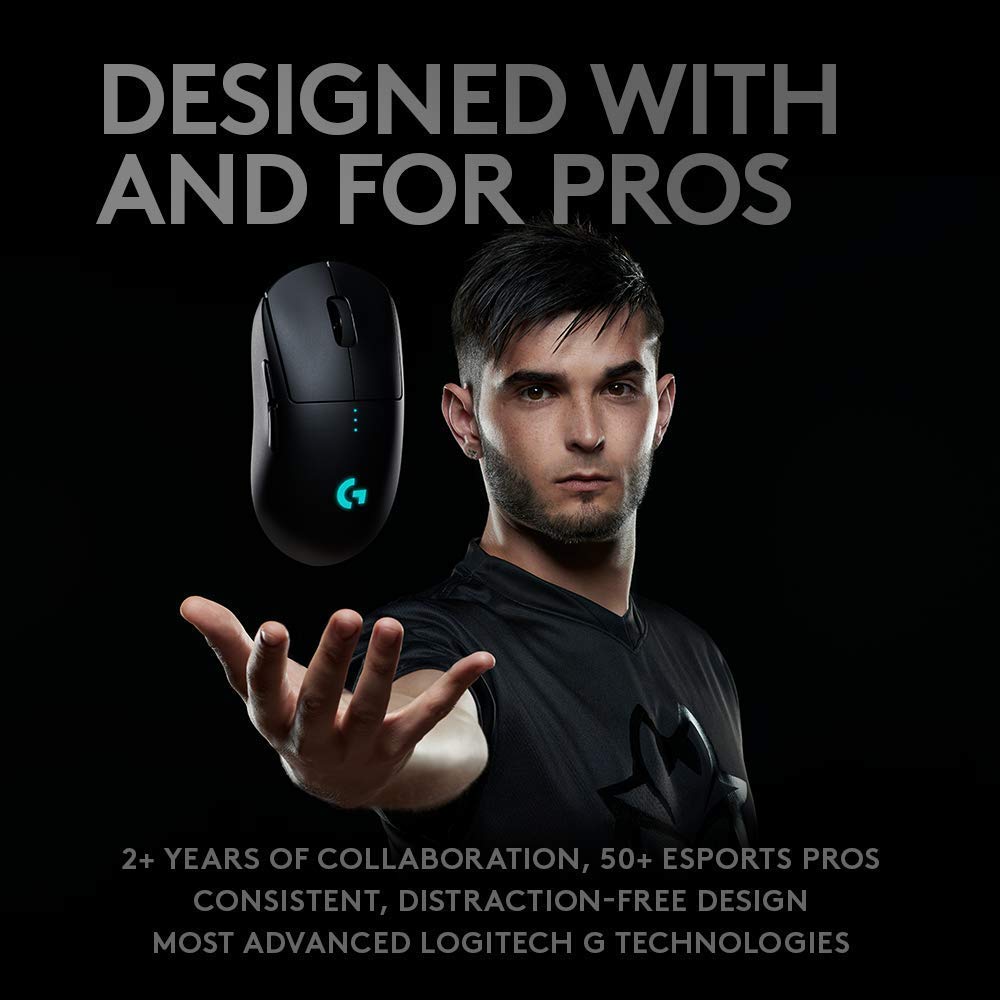 DESIGNED WITH
AND FOR PROS
G
2+ YEARS OF COLLABORATION, 50+ ESPORTS PROS
CONSISTENT, DISTRACTION-FREE DESIGN
MOST ADVANCED LOGITECH G TECHNOLOGIES